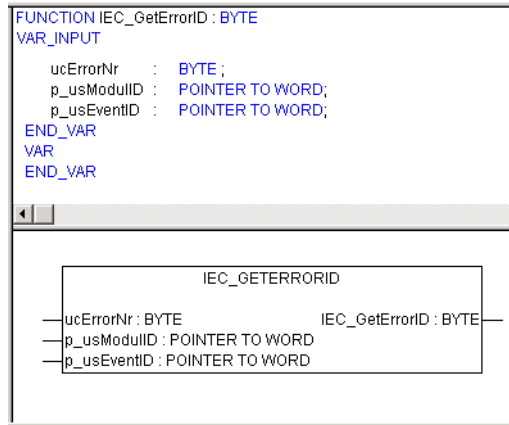 FUNCTION IEC_GetErrorID : BYTE
VAR_INPUT
ucErrorNr : BYTE ;
p_usModulID : POINTER TO WORD;
p_usEventID : POINTER TO WORD;
END_VAR
VAR
END_VAR
IEC_GETERRORID
ucErrorNr : BYTE IEC_GetErrorID : BYTE
p_usModulID : POINTER TO WORD
p_usEventID : POINTER TO WORD